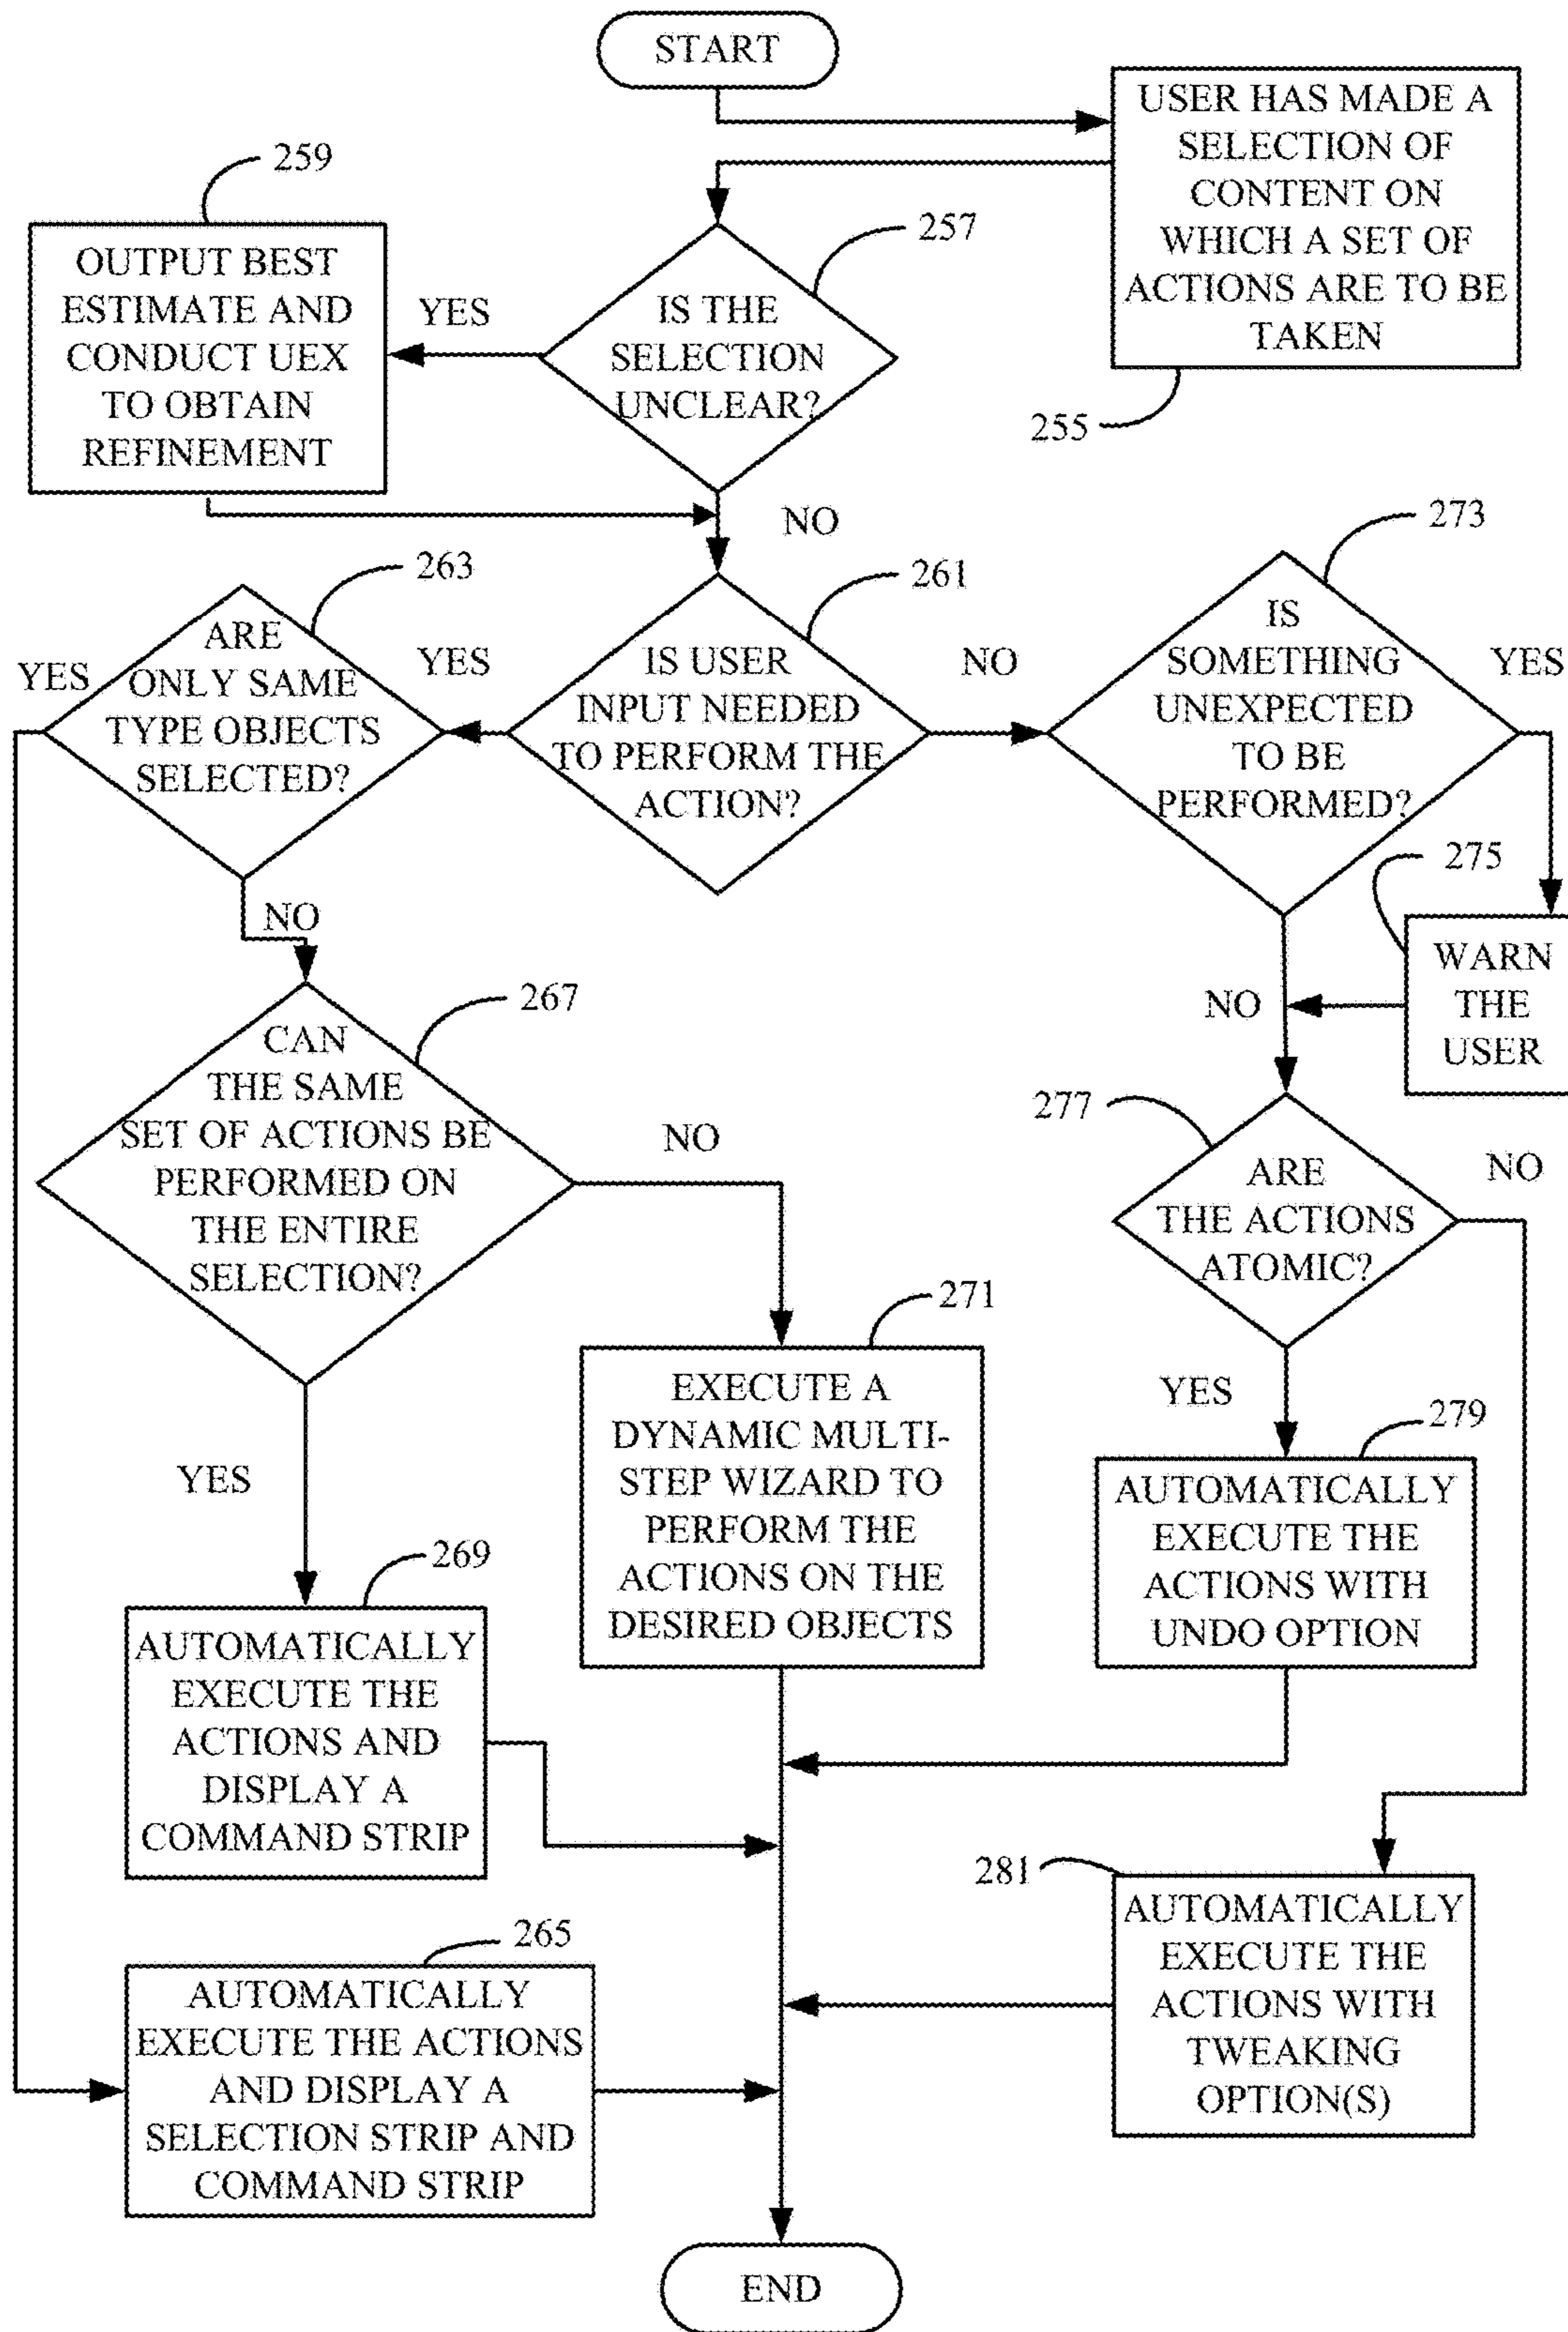 START
USER HAS MADE A
SELECTION OF
CONTENT ON
WHICH A SET OF
ACTIONS ARE TO BE
TAKEN
255
259
OUTPUT BEST
ESTIMATE AND
CONDUCT UEX
TO OBTAIN
REFINEMENT
YES
257
IS THE
SELECTION
UNCLEAR?
NO
263
ARE
ONLY SAME
TYPE OBJECTS
SELECTED?
YES
YES
261
IS USER
INPUT NEEDED
TO PERFORM THE
ACTION?
NO
273
IS
SOMETHING
UNEXPECTED
TO BE
PERFORMED?
YES
NO
275
WARN
THE
USER
NO
267
CAN
THE SAME
SET OF ACTIONS BE
PERFORMED ON
THE ENTIRE
SELECTION?
NO
277
ARE
THE ACTIONS
ATOMIC?
NO
YES
271
EXECUTE A
DYNAMIC MULTI-
STEP WIZARD TO
PERFORM THE
ACTIONS ON THE
DESIRED OBJECTS
YES
279
AUTOMATICALLY
EXECUTE THE
ACTIONS WITH
UNDO OPTION
269
AUTOMATICALLY
EXECUTE THE
ACTIONS AND
DISPLAY A
COMMAND STRIP
281
AUTOMATICALLY
EXECUTE THE
ACTIONS WITH
TWEAKING
OPTION(S)
265
AUTOMATICALLY
EXECUTE THE ACTIONS
AND DISPLAY A
SELECTION STRIP AND
COMMAND STRIP
END